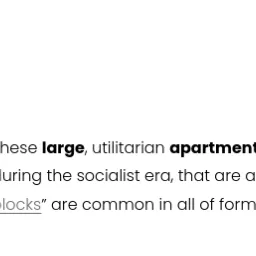 hese large, utilitarian apartment
during the socialist era, that are a
blocks” are common in all of form